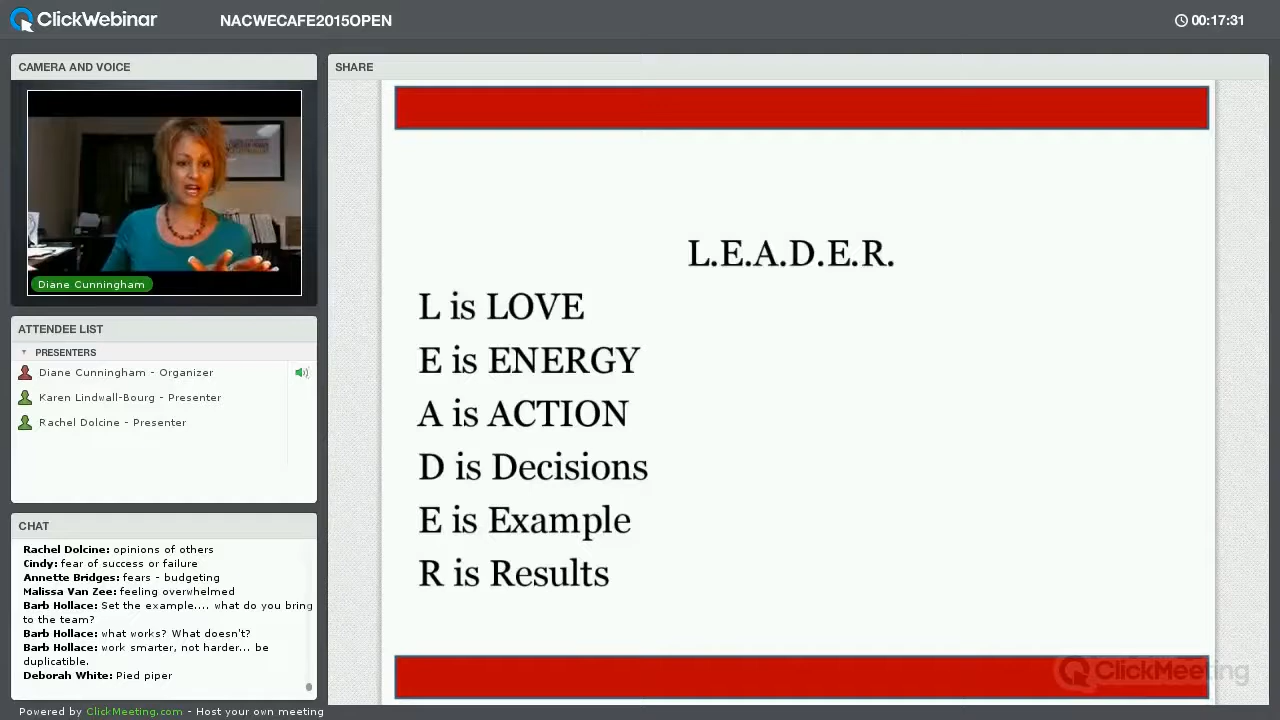 ClickWebinar
NACWECAFE2015OPEN
00:17:31
CAMERA AND VOICE
Diane Cunningham
ATTENDEE LIST
PRESENTERS
Diane Cunningham - Organizer
Karen Lindwall-Bourg - Presenter
Rachel Dolcine - Presenter
CHAT
Rachel Dolcine: opinions of others
Cindy: fear of success or failure
Annette Bridges: fears - budgeting
Malissa Van Zee: feeling overwhelmed
Barb Hollace: Set the example.... what do you bring
to the team?
Barb Hollace: what works? What doesn't?
Barb Hollace: work smarter, not harder... be
duplicatible.
Deborah White: Pied piper
Powered by ClickMeeting.com - Host your own meeting
SHARE
L.E.A.D.E.R.
L is LOVE
E is ENERGY
A is ACTION
D is Decisions
E is Example
R is Results
ClickMeeting